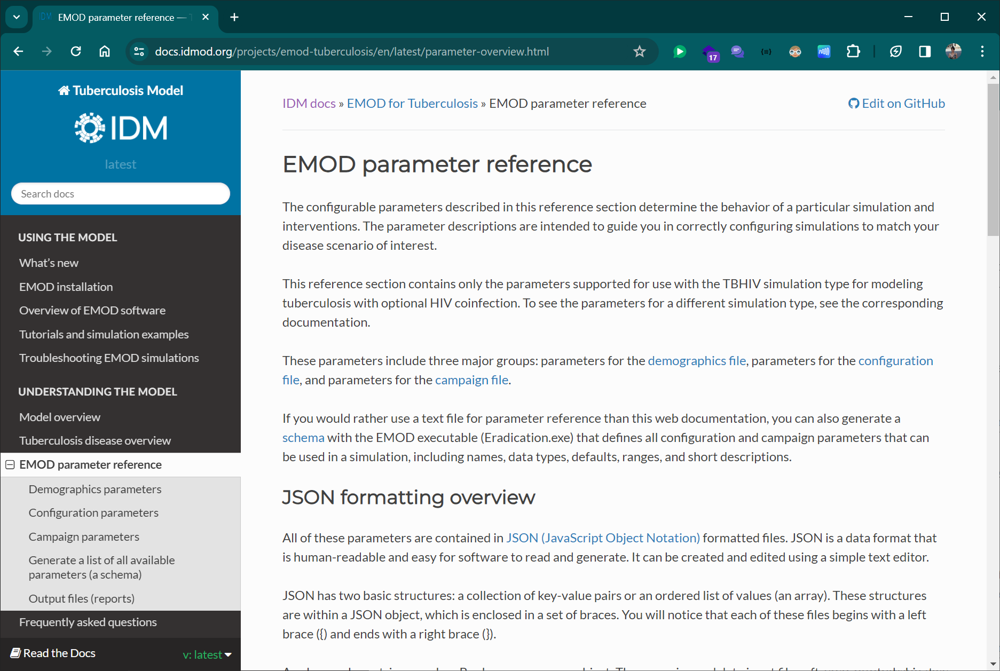 EMOD parameter reference —
docs.idmod.org/projects/emod-tuberculosis/en/latest/parameter-overview.html
17
Tuberculosis Model
IDM
latest
Search docs
USING THE MODEL
What's new
EMOD installation
Overview of EMOD software
Tutorials and simulation examples
Troubleshooting EMOD simulations
UNDERSTANDING THE MODEL
Model overview
Tuberculosis disease overview
EMOD parameter reference
Demographics parameters
Configuration parameters
Campaign parameters
Generate a list of all available
parameters (a schema)
Output files (reports)
Frequently asked questions
Read the Docs
v: latest
IDM docs » EMOD for Tuberculosis » EMOD parameter reference
Edit on GitHub
EMOD parameter reference
The configurable parameters described in this reference section determine the behavior of a particular simulation and
interventions. The parameter descriptions are intended to guide you in correctly configuring simulations to match your
disease scenario of interest.
This reference section contains only the parameters supported for use with the TBHIV simulation type for modeling
tuberculosis with optional HIV coinfection. To see the parameters for a different simulation type, see the corresponding
documentation.
These parameters include three major groups: parameters for the demographics file, parameters for the configuration
file, and parameters for the campaign file.
If you would rather use a text file for parameter reference than this web documentation, you can also generate a
schema with the EMOD executable (Eradication.exe) that defines all configuration and campaign parameters that can
be used in a simulation, including names, data types, defaults, ranges, and short descriptions.
JSON formatting overview
All of these parameters are contained in JSON (JavaScript Object Notation) formatted files. JSON is a data format that
is human-readable and easy for software to read and generate. It can be created and edited using a simple text editor.
JSON has two basic structures: a collection of key-value pairs or an ordered list of values (an array). These structures
are within a JSON object, which is enclosed in a set of braces. You will notice that each of these files begins with a left
brace ({) and ends with a right brace (}).